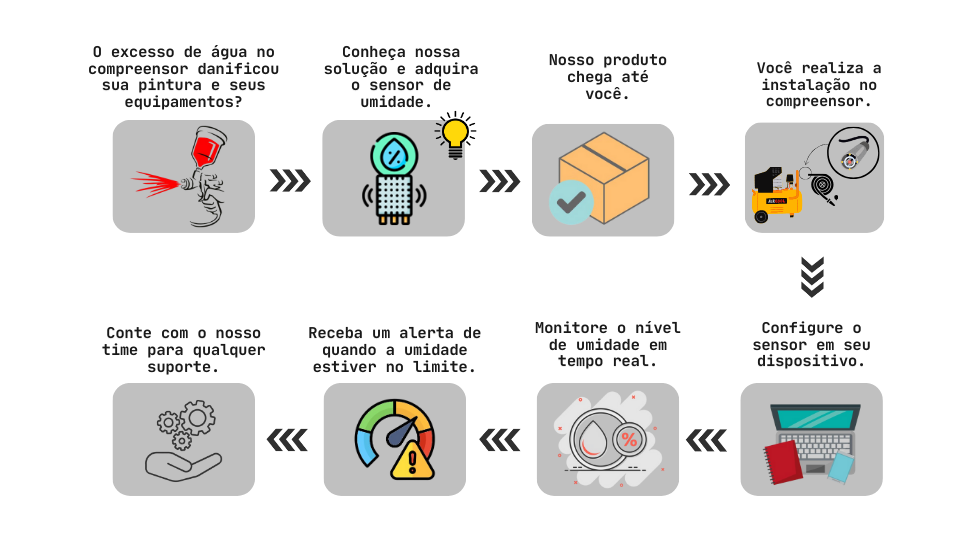 O excesso de água no
compreensor danificou
sua pintura e seus
equipamentos?
Conheça nossa
solução e adquira
o sensor de
umidade.
Nosso produto
chega até
você.
Você realiza a
instalação no
compreensor.
Configure o
sensor em seu
dispositivo.
Monitore o nível
de umidade em
tempo real.
%
Receba um alerta de
quando a umidade
estiver no limite.
Conte com o nosso
time para qualquer
suporte.